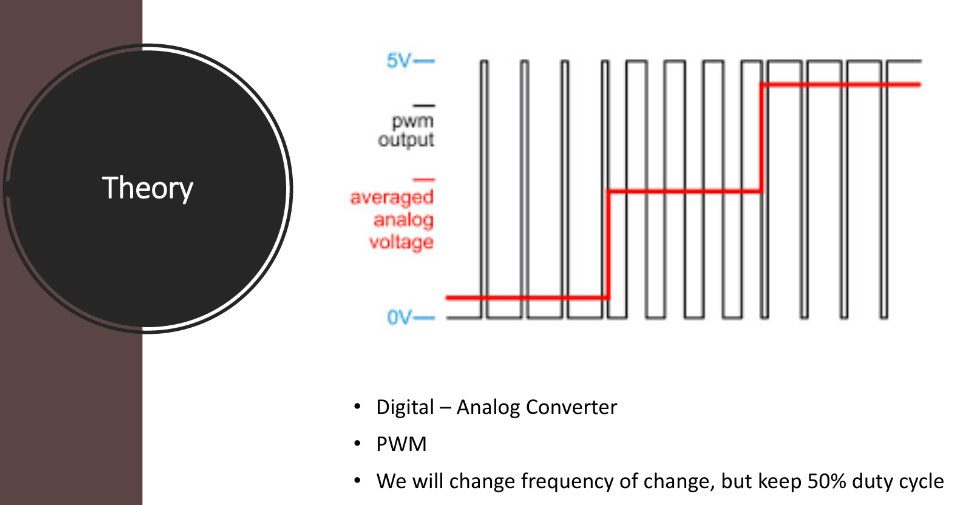 Theory
5V
pwm
output
averaged
analog
voltage
0V
• Digital – Analog Converter
• PWM
• We will change frequency of change, but keep 50% duty cycle